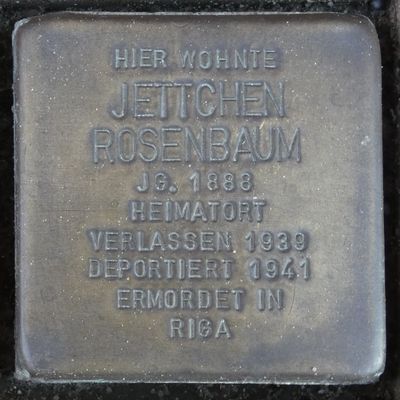 HIER WOHNTE
JETTCHEN
ROSENBAUM
JG. 1888
HEIMATORT
VERLASSEN 1939
DEPORTIERT 1941
ERMORDET IN
RIGA